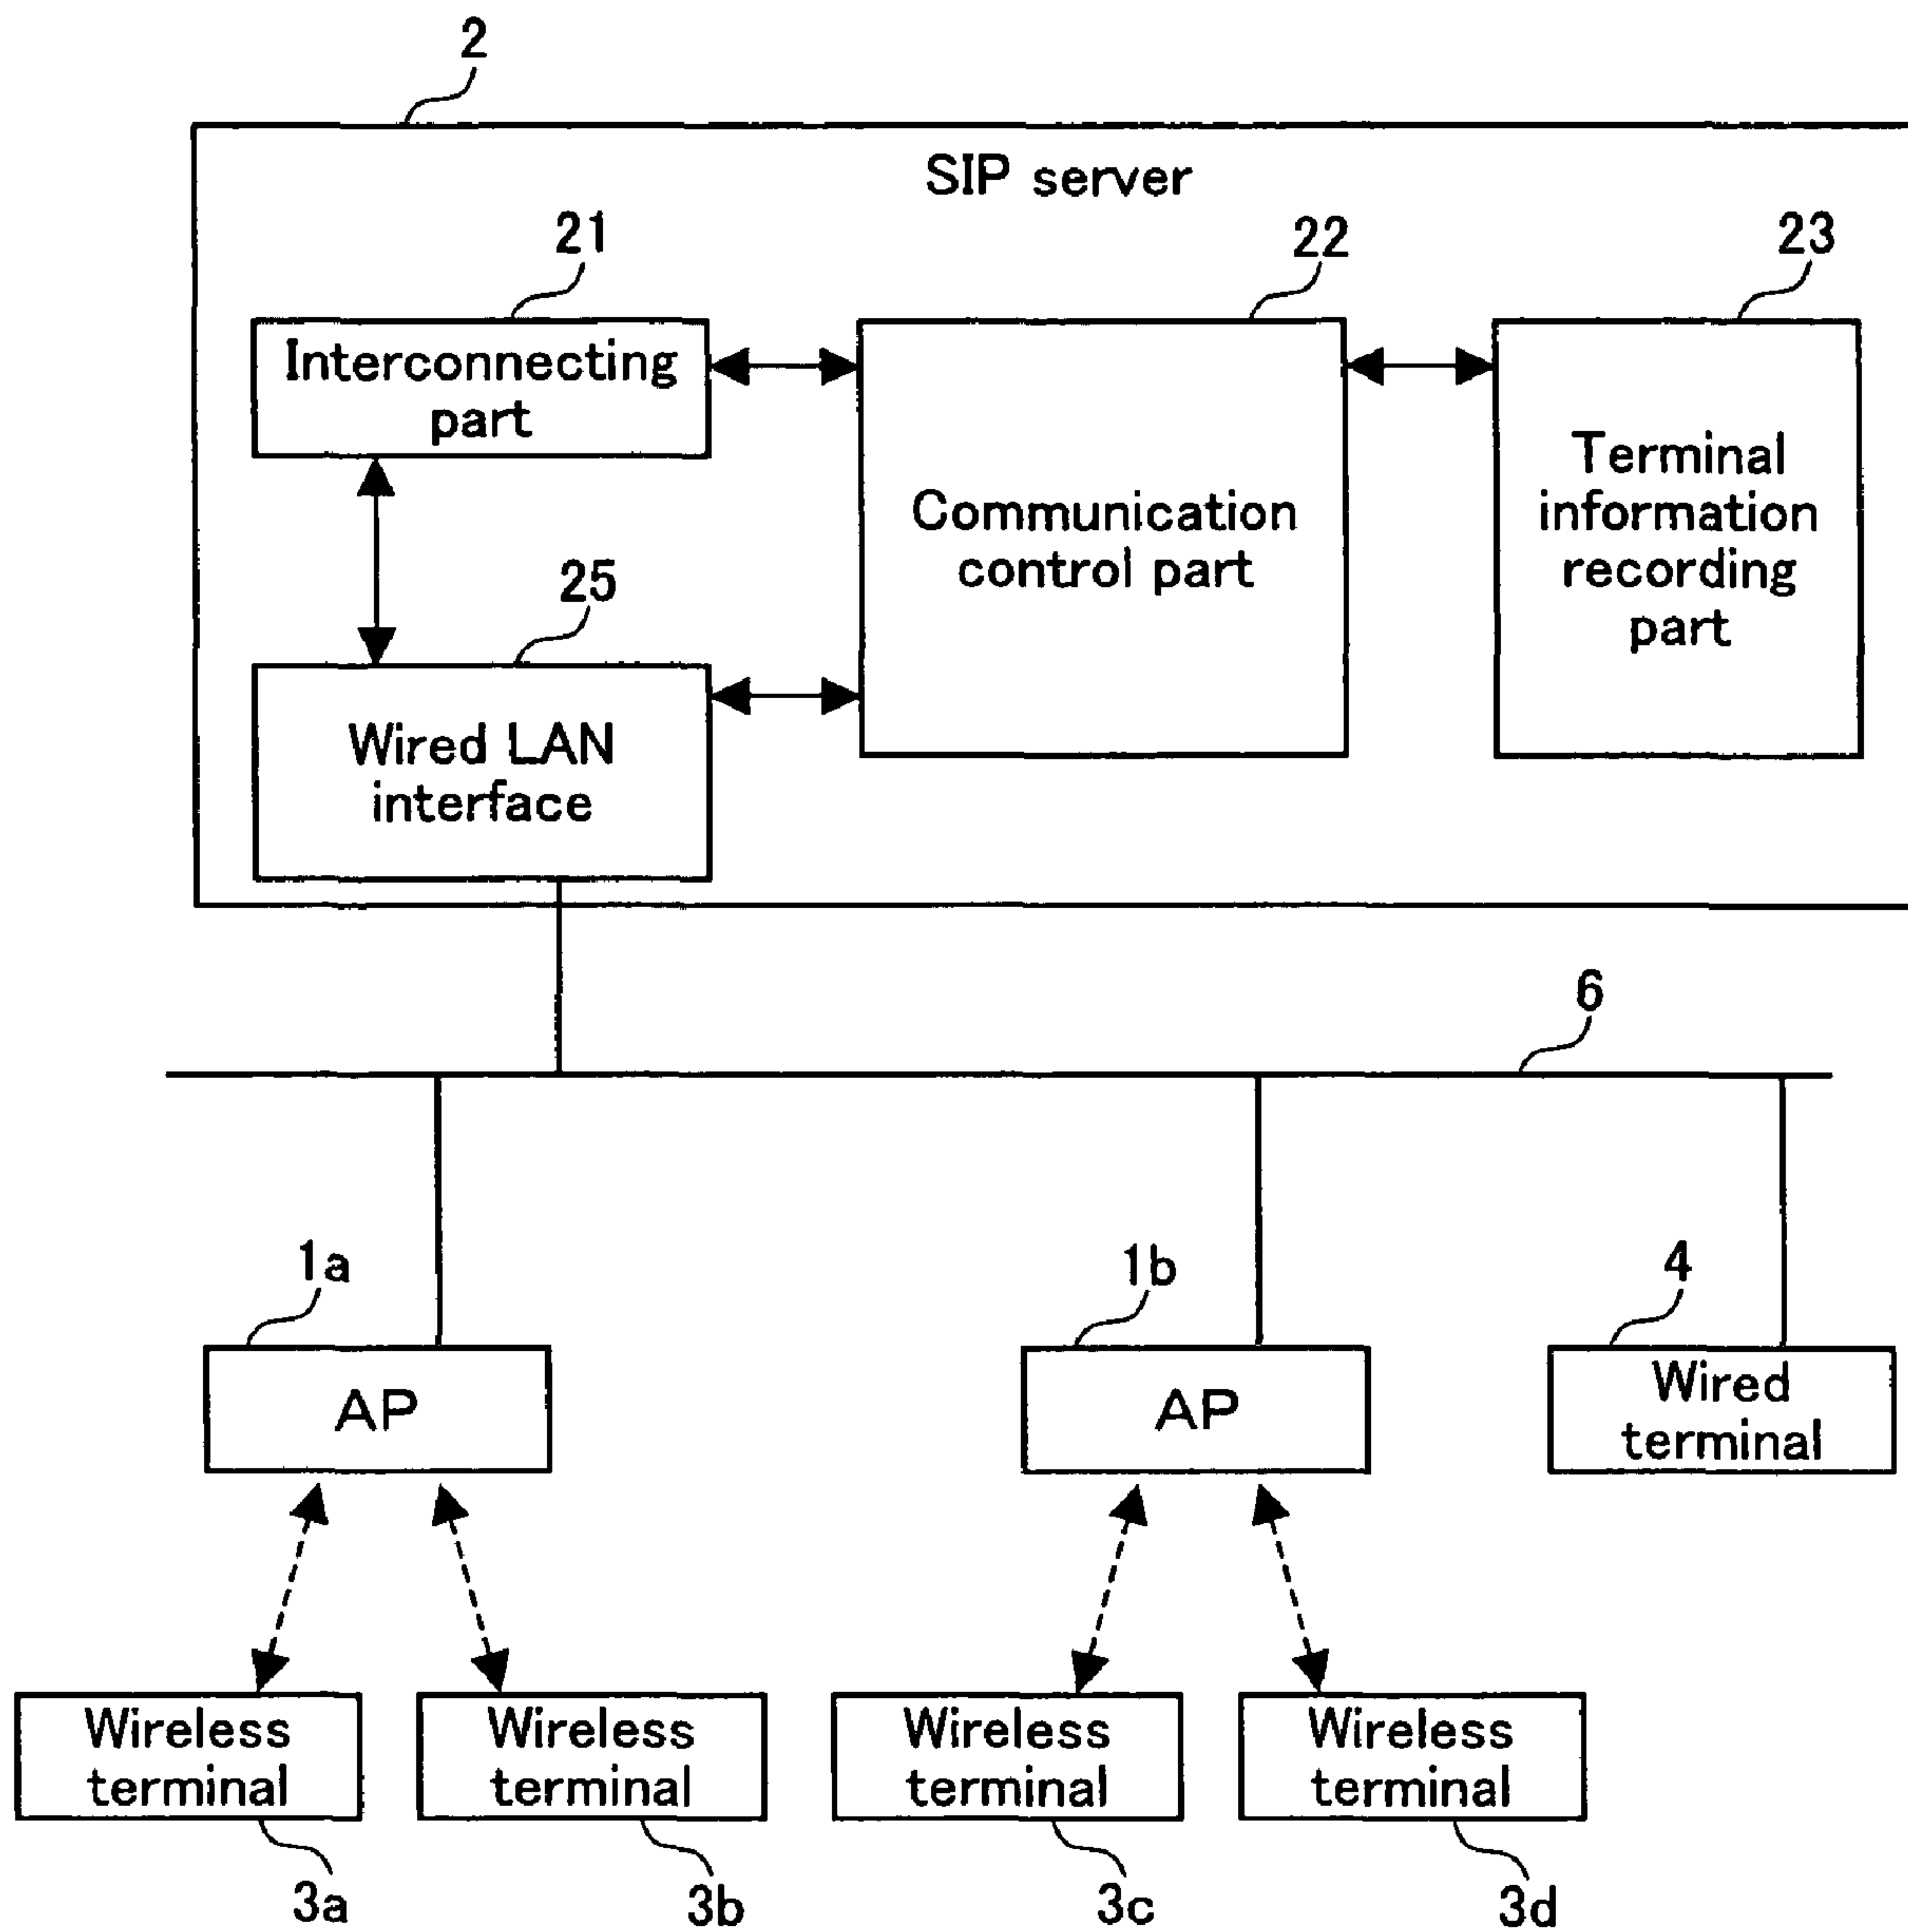 2
SIP server
21
22
23
Interconnecting
part
Communication
control part
Terminal
information
recording
part
25
Wired LAN
interface
6
1a
1b
4
AP
AP
Wired
terminal
Wireless
terminal
Wireless
terminal
Wireless
terminal
Wireless
terminal
3a
3b
3c
3d